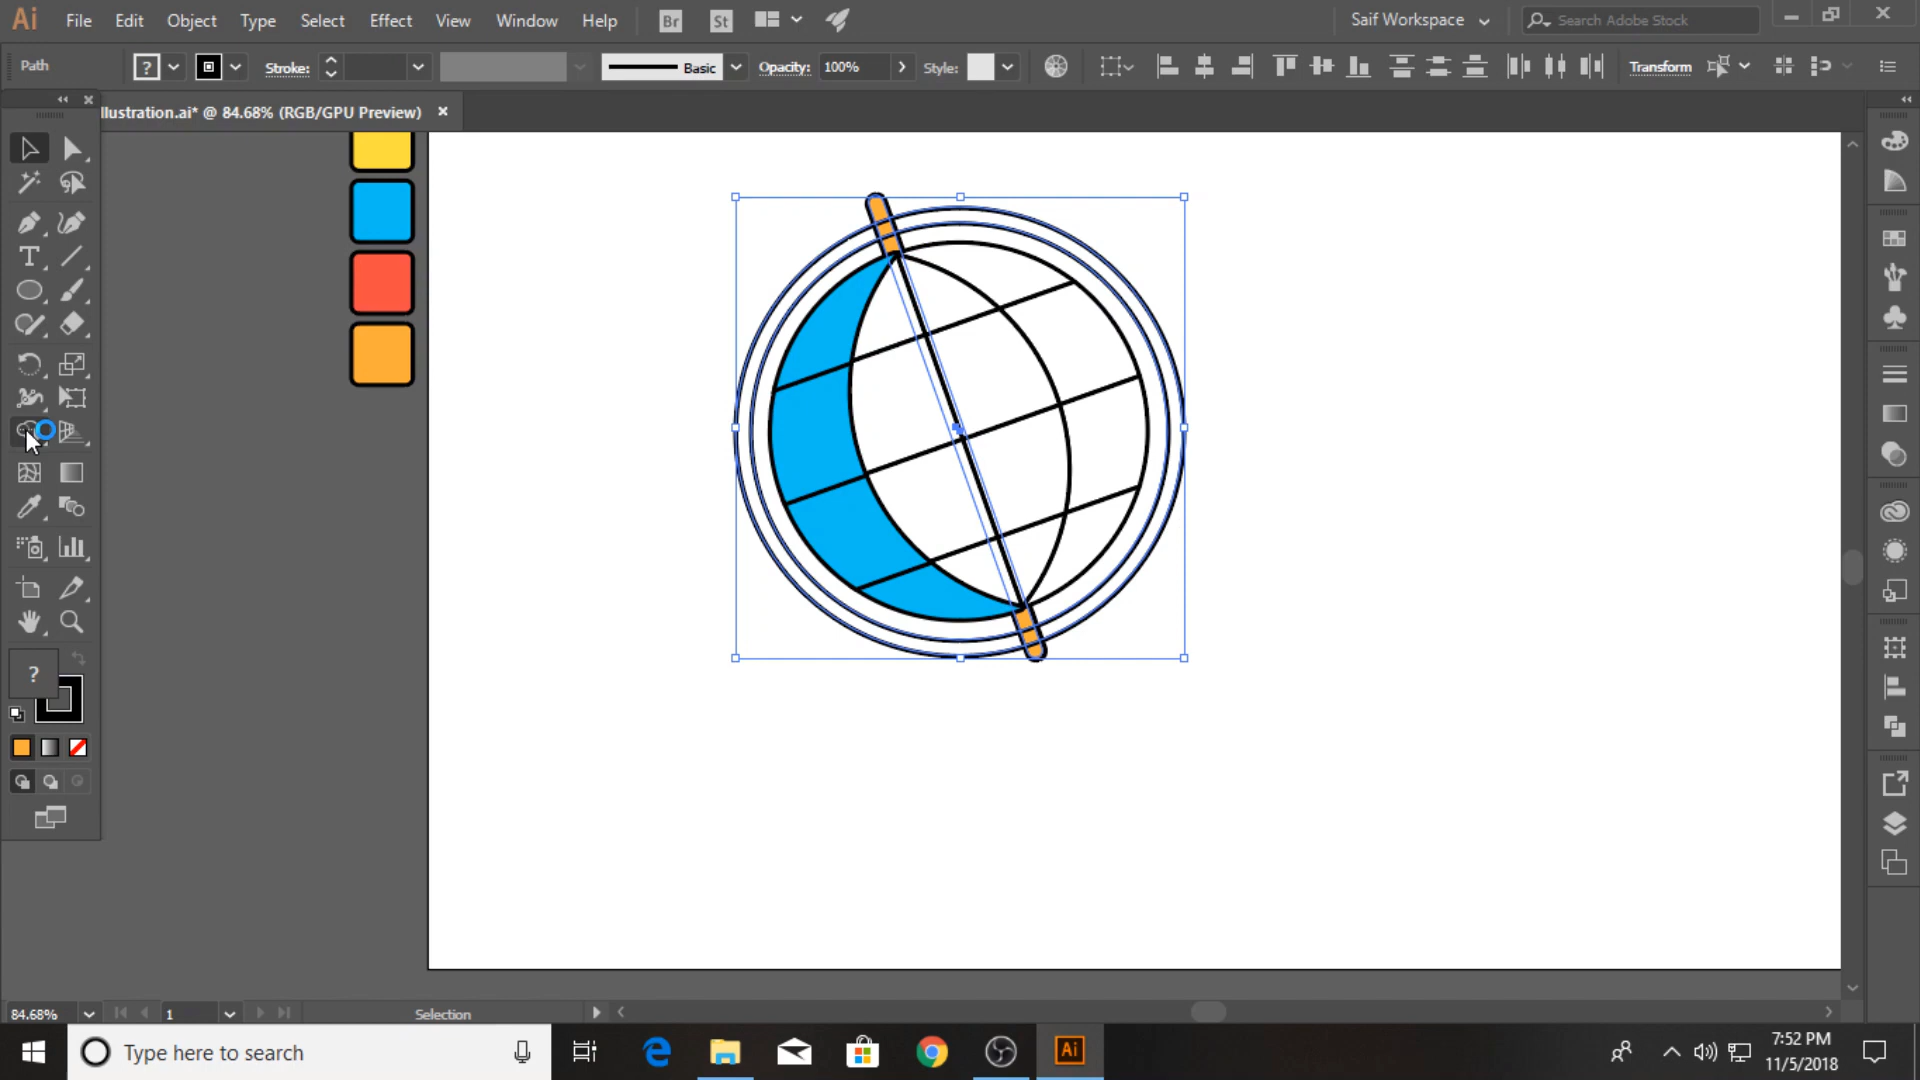 Ai File Edit Object Type Select Effect View Window Help Br St Saif Workspace Search Adobe Stock
Path ? Stroke: Basic Opacity: 100% Style: Transform
llustration.ai* @ 84.68% (RGB/GPU Preview)
T
?
84.68% 1 Selection
Type here to search Ai 7:52 PM
11/5/2018